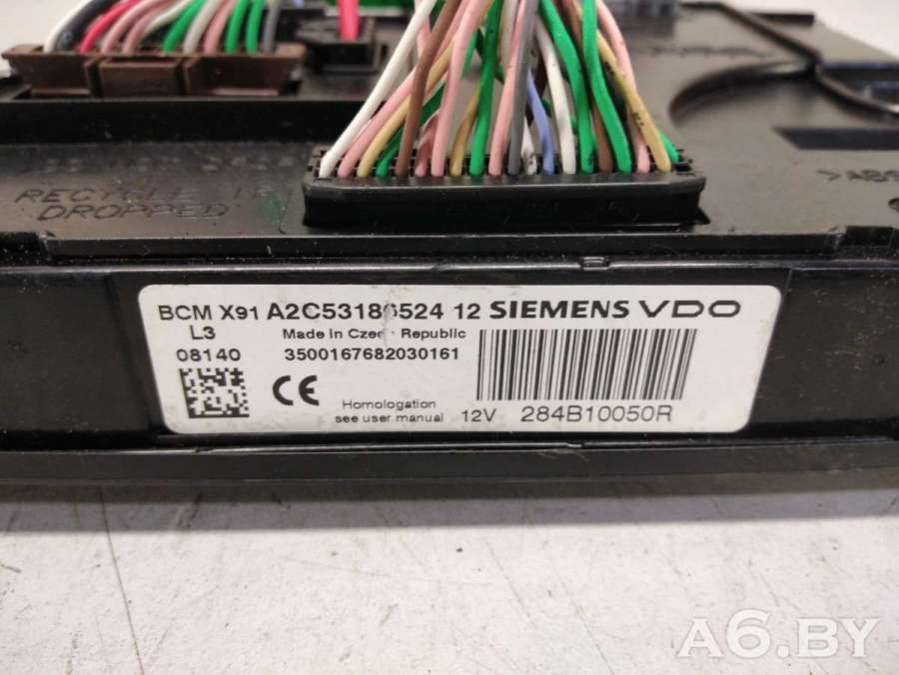 RECYCLE
DROPPED
>ABS
BCM X91 A2C53186524 12 SIEMENS VDO
L3 Made in Czech Republic
08140 3500167682030161
CE
Homologation
see user manual 12V 284B10050R
A6.BY